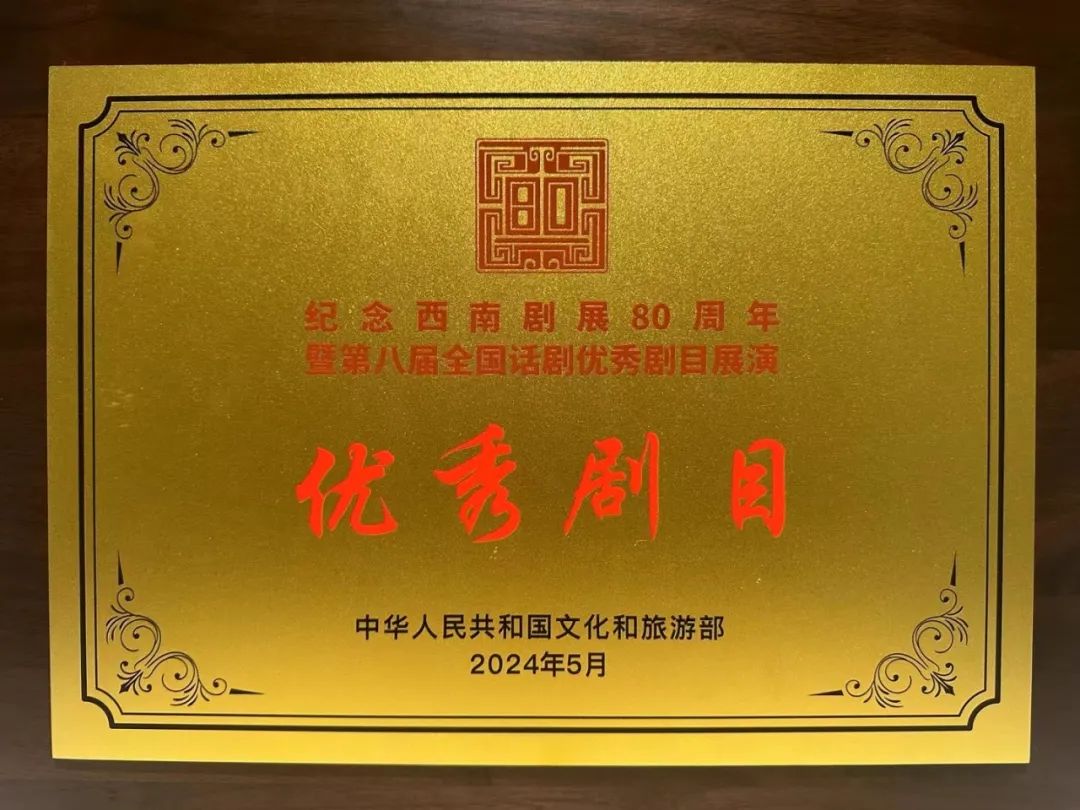 80
纪念西南剧展80周年
暨第八届全国话剧优秀剧目展演
优秀剧目
中华人民共和国文化和旅游部
2024年5月